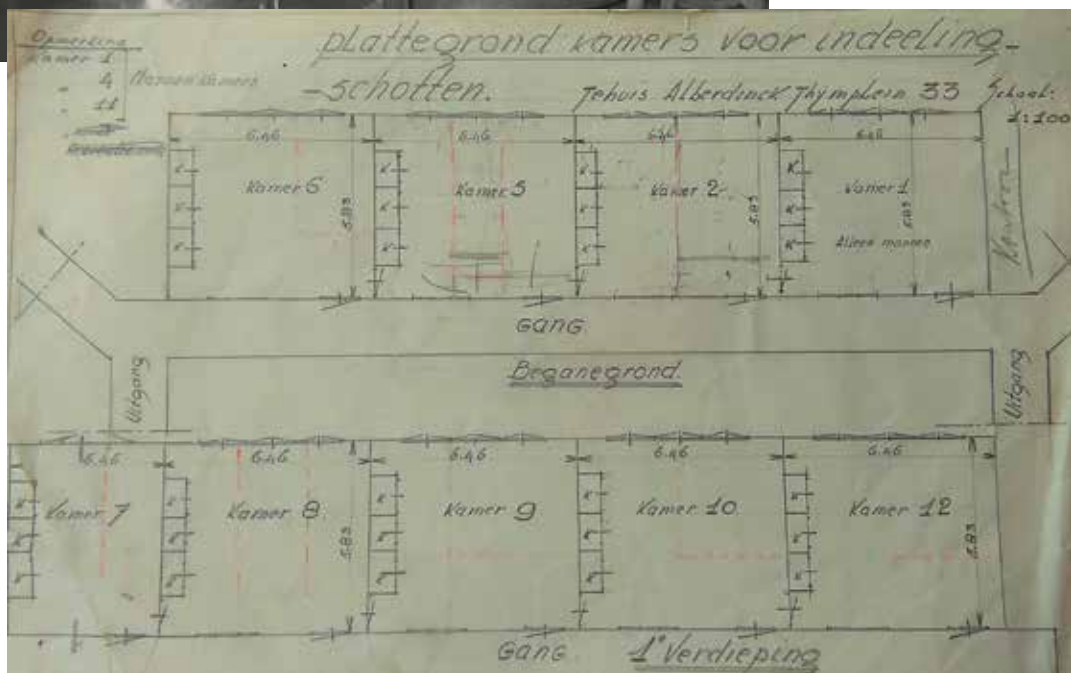 Opmerking
Kamer 1
" 4
" 11
Mannen Kamers
plattegrond kamers voor indeeling-
-schotten.
Tehuis Alberdinck Thymplein 33
Schaal:
1:100
6.46 6.46 6.46 6.46
Kamer 6 Kamer 5 Kamer 2 Kamer 1
Alleen mannen
5.83 5.83 5.83
K K K K
K K K K
K K K K
GANG.
Uitgang
Beganegrond.
Uitgang
6.46 6.46 6.46 6.46 6.46
Kamer 7 Kamer 8 Kamer 9 Kamer 10 Kamer 12
5.83 5.83
K K K K K
K K K K K
K K K K K
GANG. 1e Verdieping